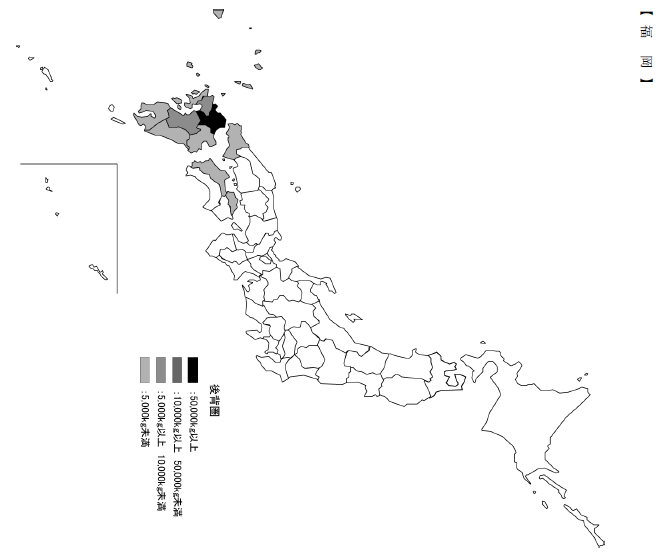 【 福 岡 】
後背圏
:50,000kg以上
:10,000kg以上 50,000kg未満
:5,000kg以上 10,000kg未満
:5,000kg未満